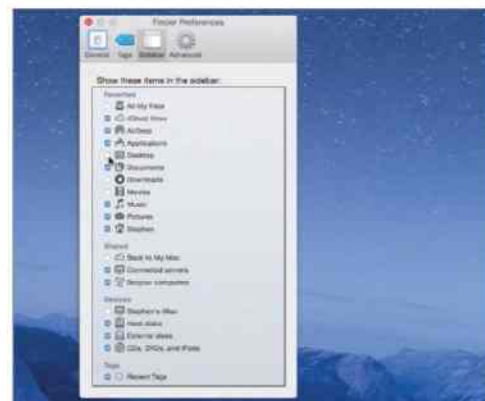 Finder Preferences
General Tags Sidebar Advanced
Show these items in the sidebar:
Favorites
All My Files
iCloud Drive
AirDrop
Applications
Desktop
Documents
Downloads
Movies
Music
Pictures
Stephen
Shared
Back to My Mac
Connected servers
Bonjour computers
Devices
Stephen's iMac
Hard disks
External disks
CDs, DVDs, and iPods
Tags
Recent Tags